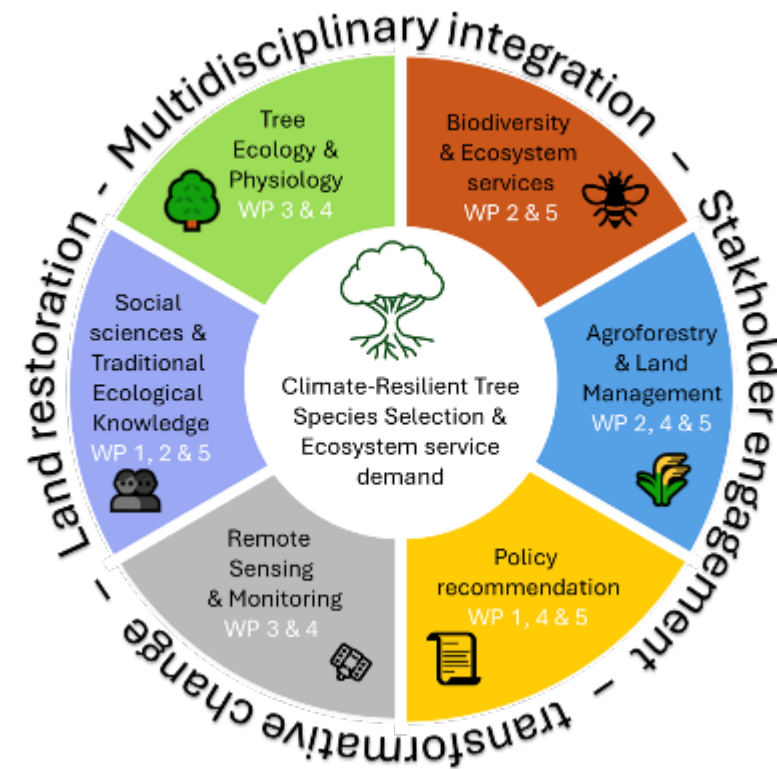 Multidisciplinary integration – Stakholder engagement – transformative change – Land restoration -
Tree
Ecology &
Physiology
WP 3 & 4
Biodiversity
& Ecosystem
services
WP 2 & 5
Agroforestry
& Land
Management
WP 2, 4 & 5
Policy
recommendation
WP 1, 4 & 5
Remote
Sensing
& Monitoring
WP 3 & 4
Social
sciences &
Traditional
Ecological
Knowledge
WP 1, 2 & 5
Climate-Resilient Tree
Species Selection &
Ecosystem service
demand